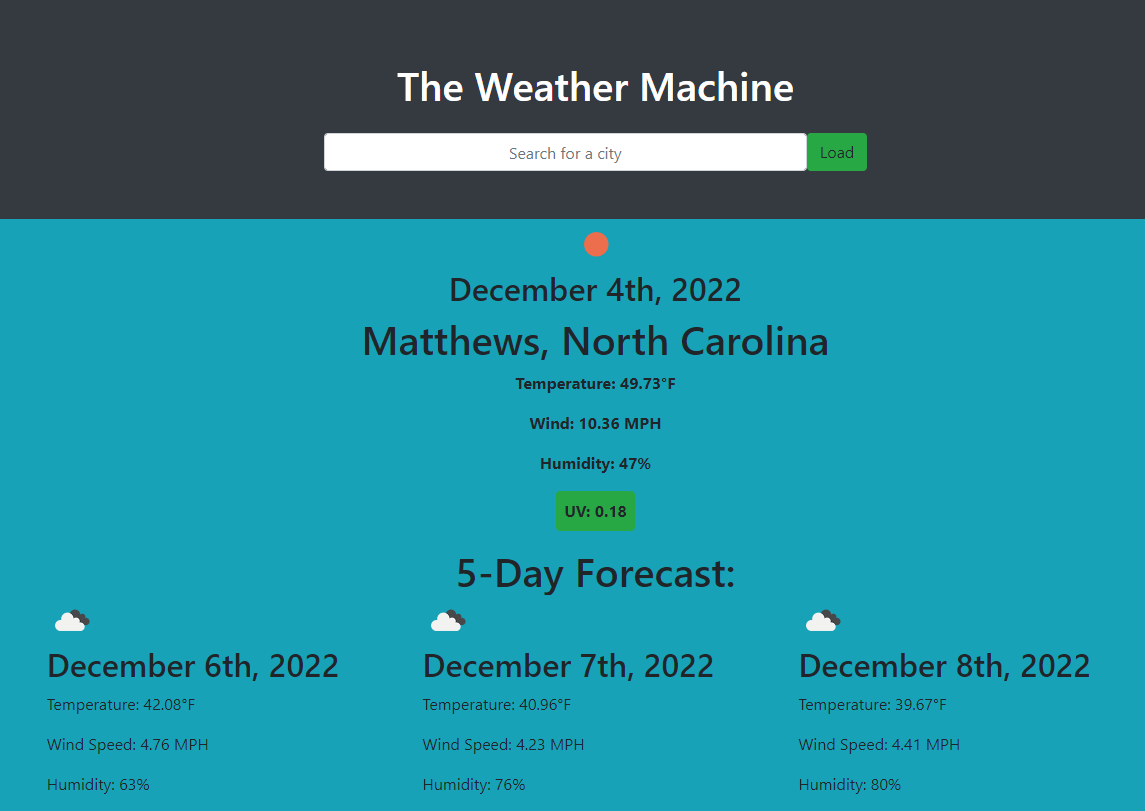 The Weather Machine
Search for a city
Load
December 4th, 2022
Matthews, North Carolina
Temperature: 49.73°F
Wind: 10.36 MPH
Humidity: 47%
UV: 0.18
5-Day Forecast:
December 6th, 2022
Temperature: 42.08°F
Wind Speed: 4.76 MPH
Humidity: 63%
December 7th, 2022
Temperature: 40.96°F
Wind Speed: 4.23 MPH
Humidity: 76%
December 8th, 2022
Temperature: 39.67°F
Wind Speed: 4.41 MPH
Humidity: 80%